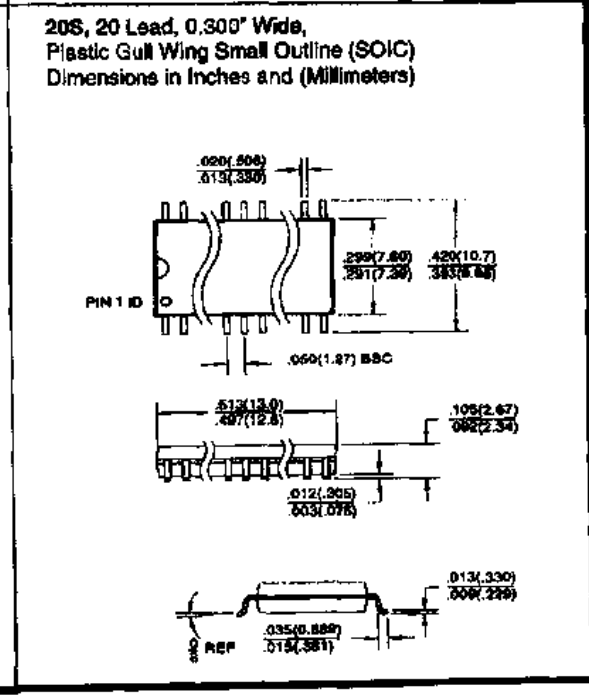 20S, 20 Lead, 0.300" Wide,
Plastic Gull Wing Small Outline (SOIC)
Dimensions in Inches and (Millimeters)
.020(.508)
.013(.330)
.299(7.60)
.291(7.39)
.420(10.7)
.393(9.98)
PIN 1 ID
.050(1.27) BSC
.513(13.0)
.497(12.6)
.105(2.67)
.092(2.34)
.012(.305)
.003(.076)
.013(.330)
.009(.229)
.035(0.889)
.015(.381)
REF